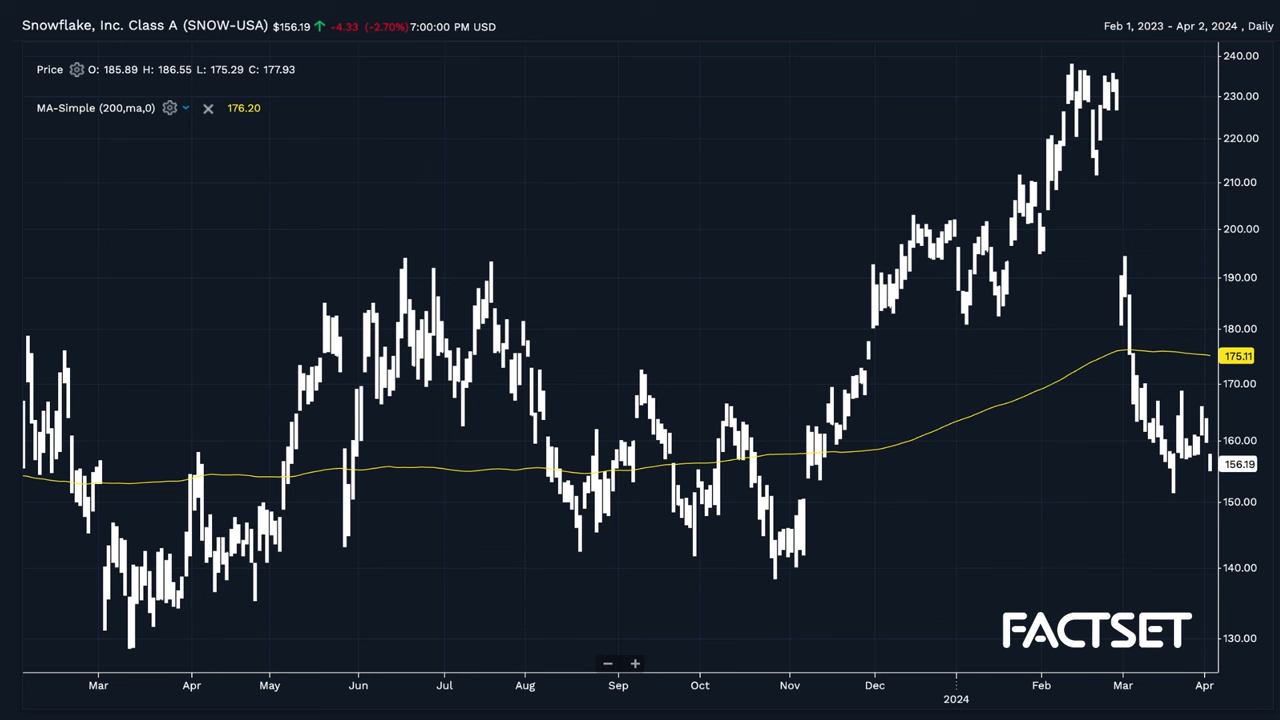 Snowflake, Inc. Class A (SNOW-USA) $156.19 -4.33 (-2.70%) 7:00:00 PM USD
Feb 1, 2023 - Apr 2, 2024 , Daily
Price O: 185.89 H: 186.55 L: 175.29 C: 177.93
MA-Simple (200,ma,0) 176.20
240.00
230.00
220.00
210.00
200.00
190.00
180.00
175.11
170.00
160.00
156.19
150.00
140.00
130.00
FACTSET
Mar Apr May Jun Jul Aug Sep Oct Nov Dec 2024 Feb Mar Apr